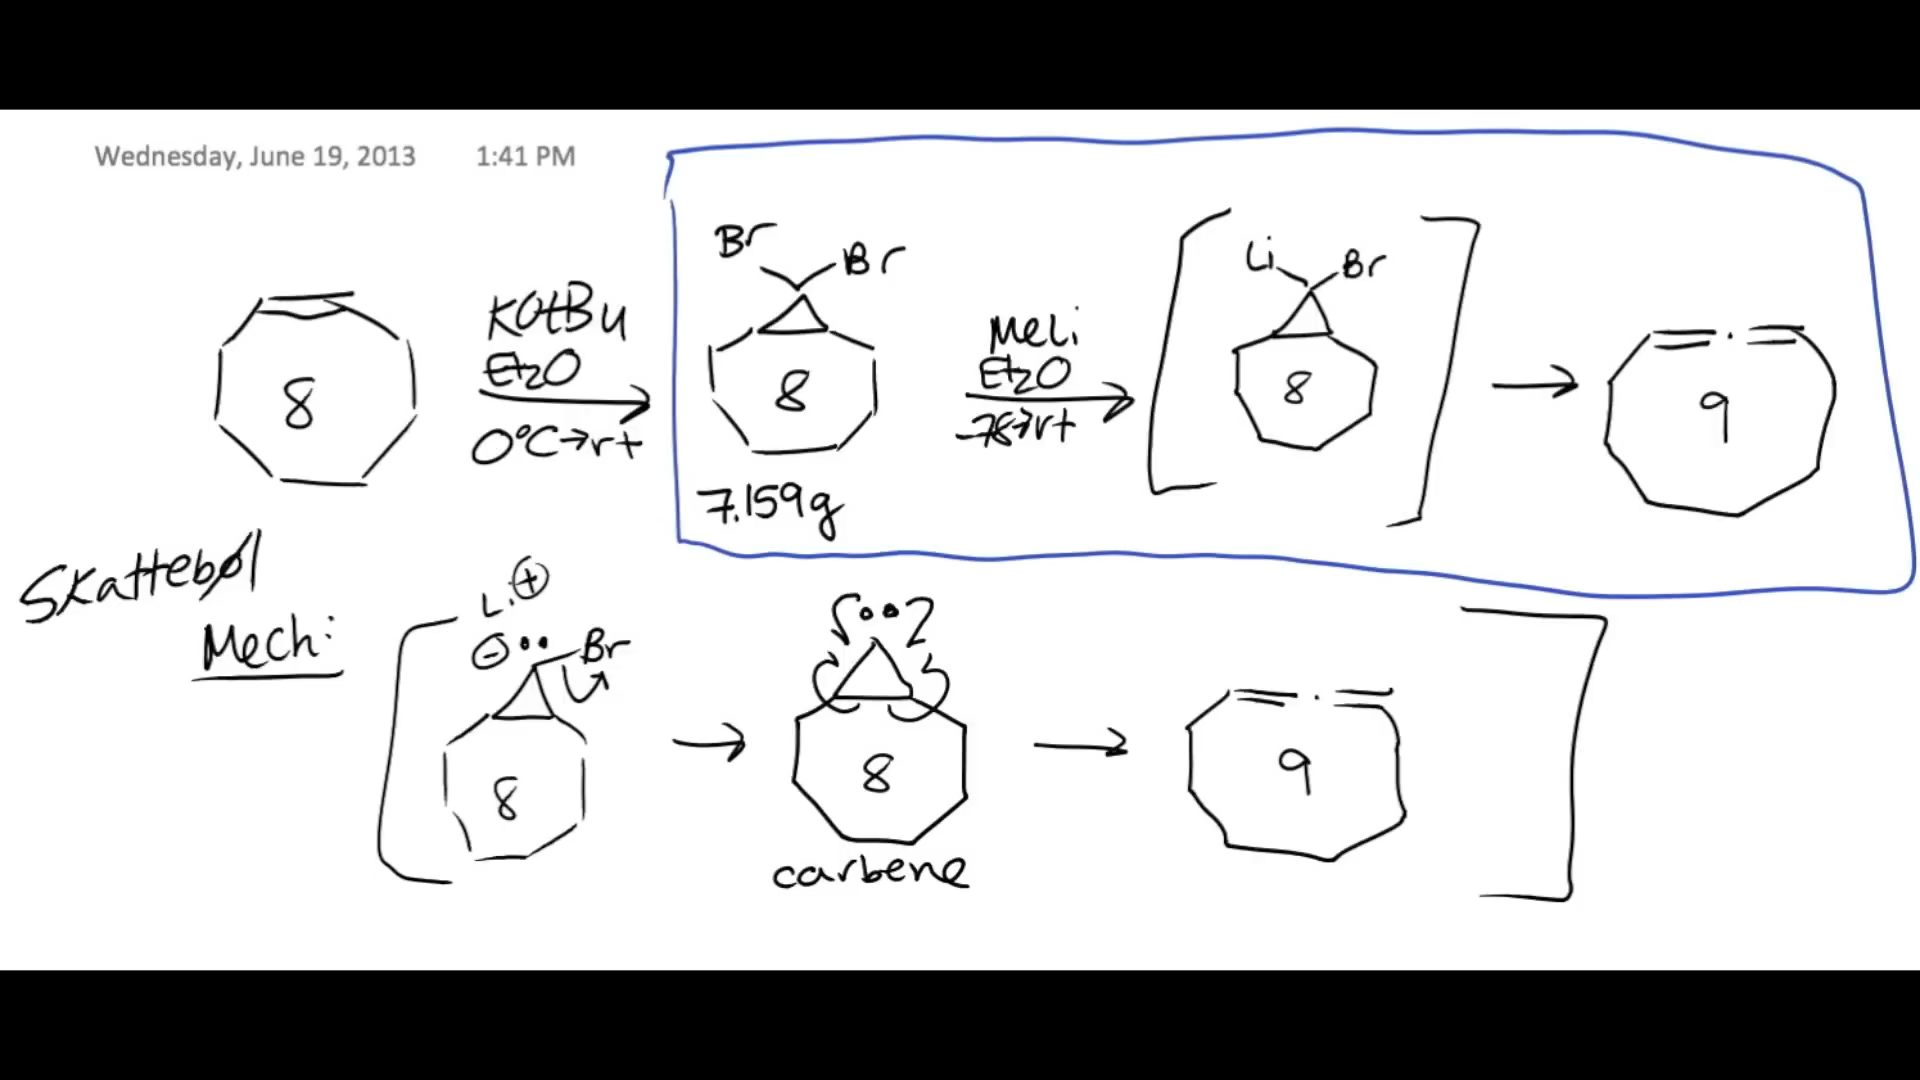 Wednesday, June 19, 2013 1:41 PM
Br
Br
8
7.159g
KOtBu
Et2O
0°C→rt
8
MeLi
Et2O
-78→rt
Li
Br
8
9
Skattebøl
Mech:
Li ⊕
⊖ ••
Br
8
••
8
carbene
9